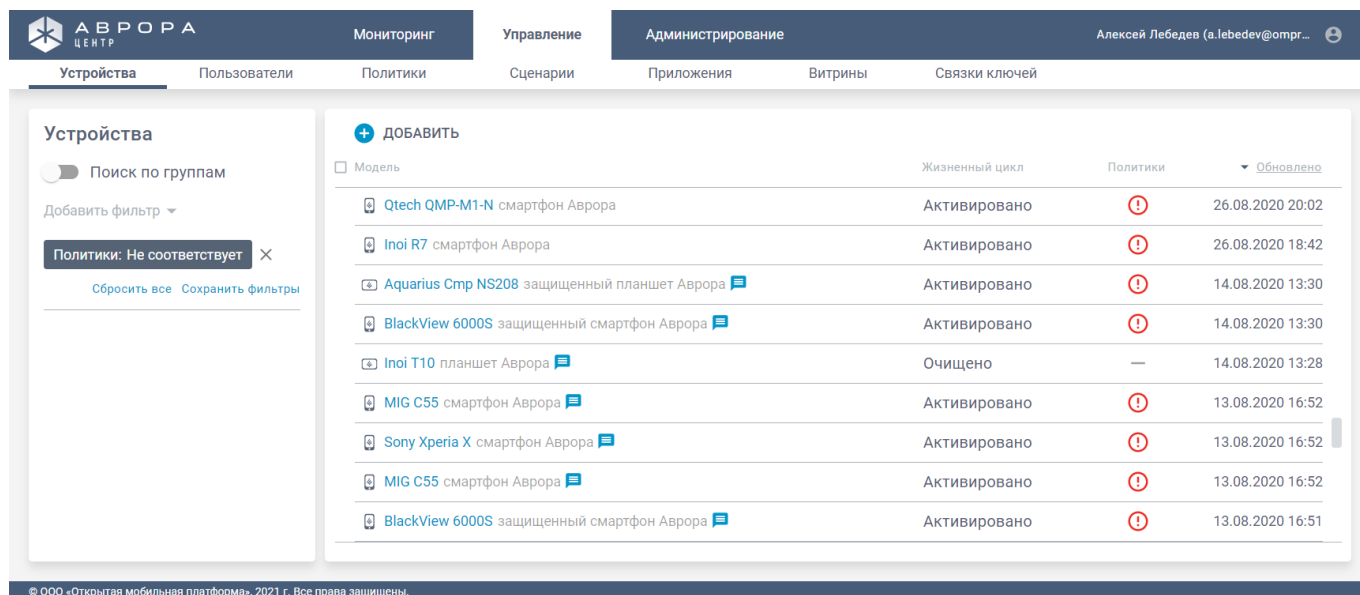 АВРОРА
ЦЕНТР
Мониторинг Управление Администрирование Алексей Лебедев (a.lebedev@ompr...
Устройства Пользователи Политики Сценарии Приложения Витрины Связки ключей
Устройства
Поиск по группам
Добавить фильтр
Политики: Не соответствует
Сбросить все Сохранить фильтры
ДОБАВИТЬ
Модель Жизненный цикл Политики Обновлено
Qtech QMP-M1-N смартфон Аврора Активировано 26.08.2020 20:02
Inoi R7 смартфон Аврора Активировано 26.08.2020 18:42
Aquarius Cmp NS208 защищенный планшет Аврора Активировано 14.08.2020 13:30
BlackView 6000S защищенный смартфон Аврора Активировано 14.08.2020 13:30
Inoi T10 планшет Аврора Очищено — 14.08.2020 13:28
MIG C55 смартфон Аврора Активировано 13.08.2020 16:52
Sony Xperia X смартфон Аврора Активировано 13.08.2020 16:52
MIG C55 смартфон Аврора Активировано 13.08.2020 16:52
BlackView 6000S защищенный смартфон Аврора Активировано 13.08.2020 16:51
© ООО «Открытая мобильная платформа», 2021 г. Все права защищены.